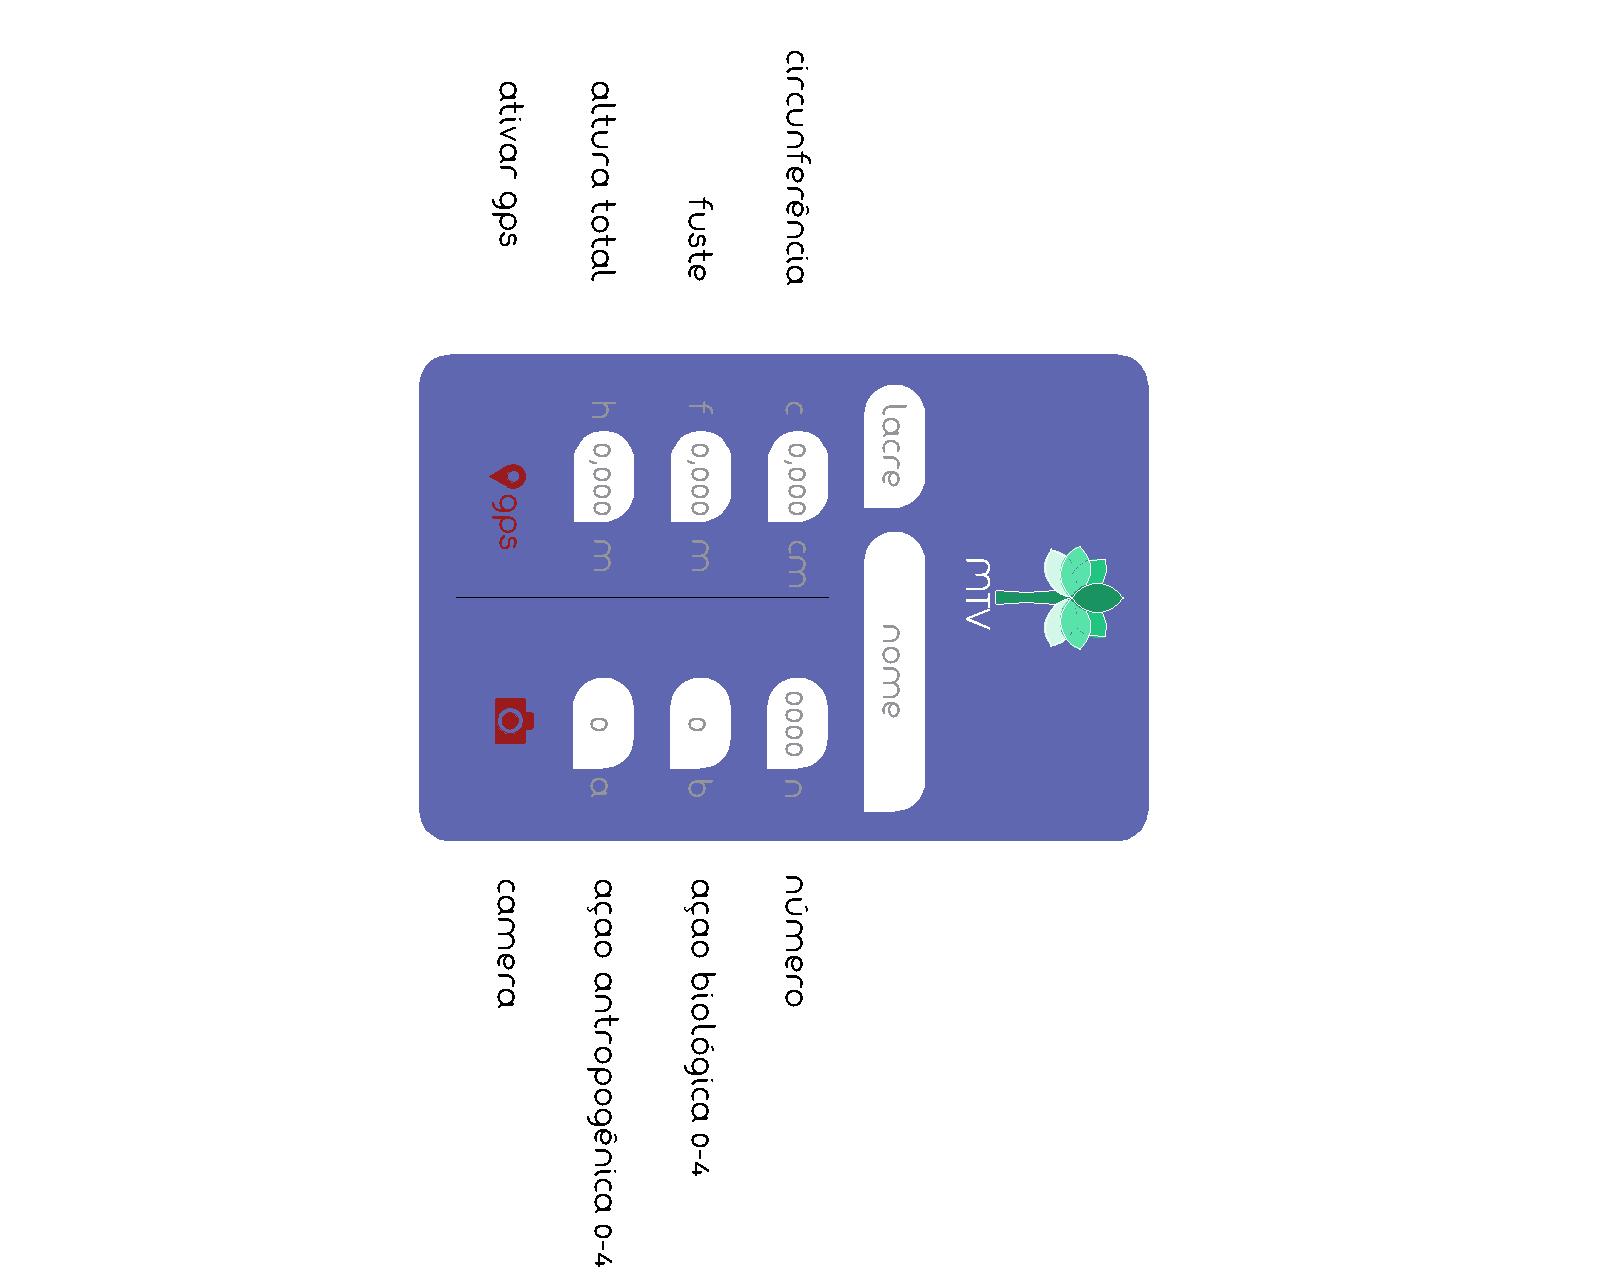 MTV
lacre nome
circunferência c 0,000 cm 0000 n número
fuste f 0,000 m 0 b açao biológica 0-4
altura total h 0,000 m 0 a açao antropogênica 0-4
ativar gps gps camera